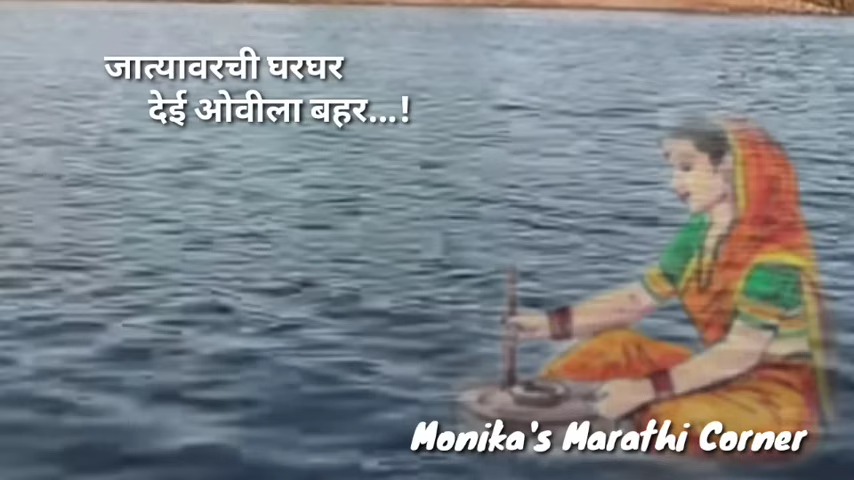 जात्यावरची घरघर
देई ओवीला बहर...!
Monika's Marathi Corner